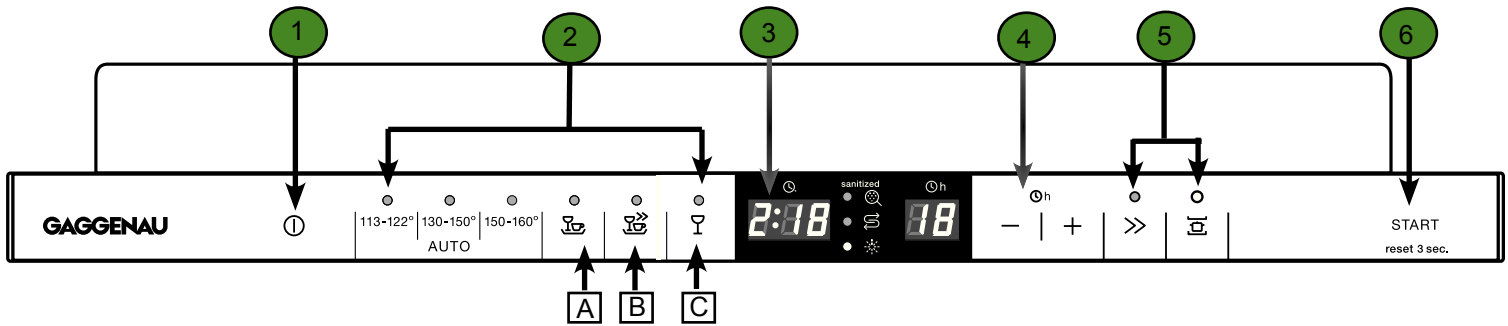 1 2 3 4 5 6
sanitized
h h
GAGGENAU 113-122° 130-150° 150-160° 2:18 18 − + START
AUTO reset 3 sec.
A B C